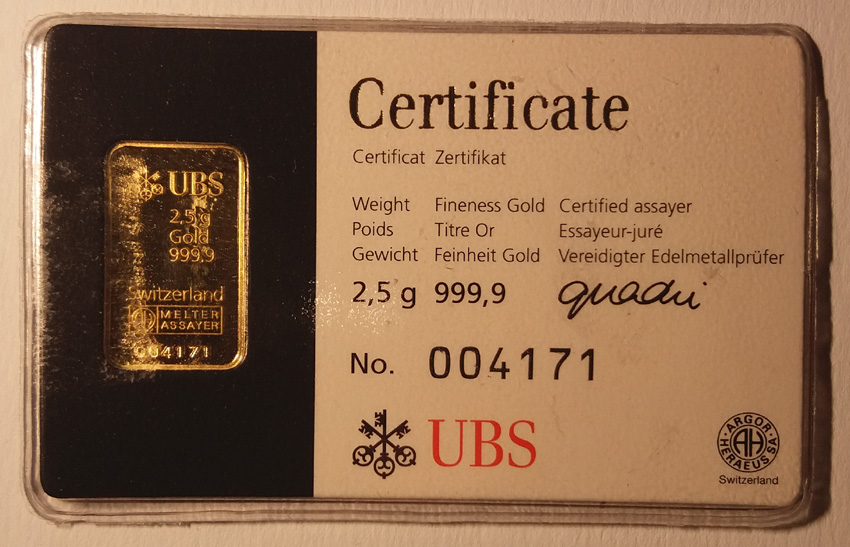 UBS
2,5 g
Gold
999,9
witzerland
MELTER
ASSAYER
004171
Certificate
Certificat Zertifikat
Weight Fineness Gold Certified assayer
Poids Titre Or Essayeur-juré
Gewicht Feinheit Gold Vereidigter Edelmetallprüfer
2,5 g 999,9
No. 004171
UBS
ARGOR HERAEUS SA
AH
Switzerland